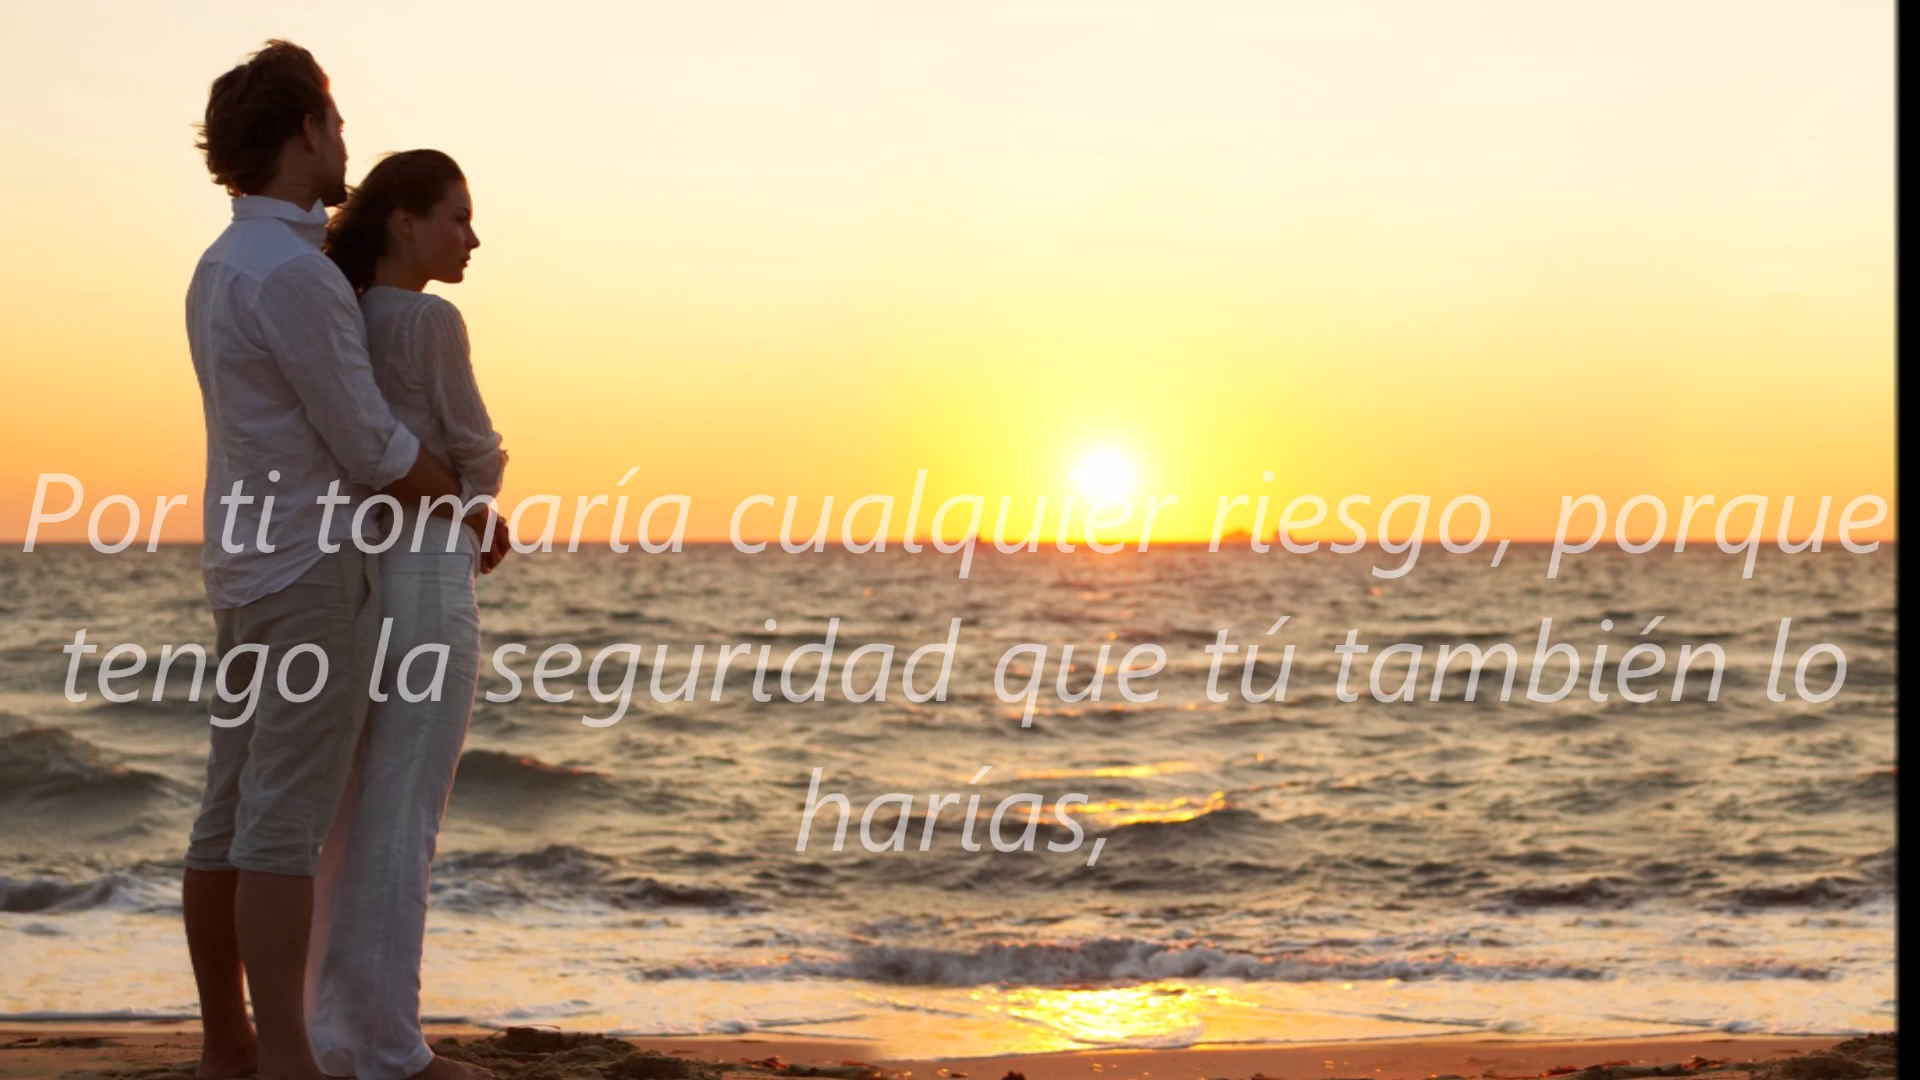 Por ti tomaría cualquier riesgo, porque
tengo la seguridad que tú también lo
harías,